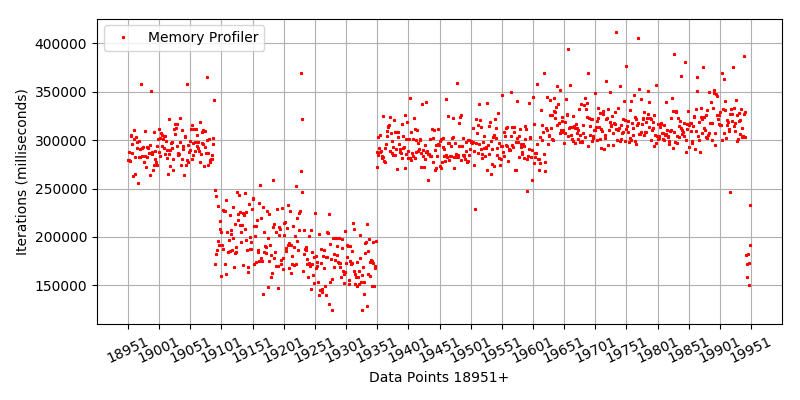 Memory Profiler
Iterations (milliseconds)
400000
350000
300000
250000
200000
150000
18951 19001 19051 19101 19151 19201 19251 19301 19351 19401 19451 19501 19551 19601 19651 19701 19751 19801 19851 19901 19951
Data Points 18951+